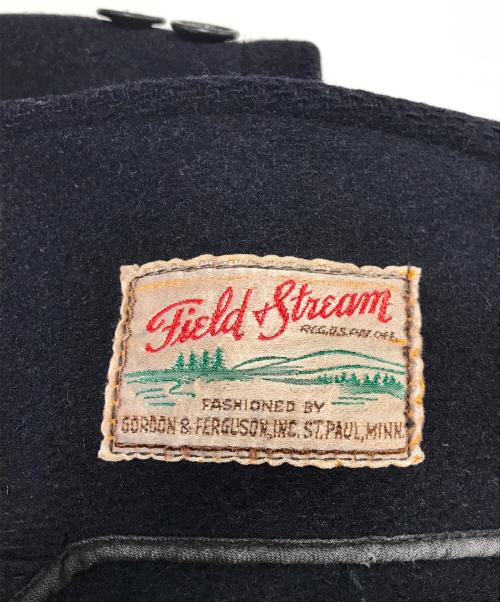 Field & Stream
REG.U.S.PAT.OFF.
FASHIONED BY
GORDON & FERGUSON, INC. ST. PAUL, MINN.